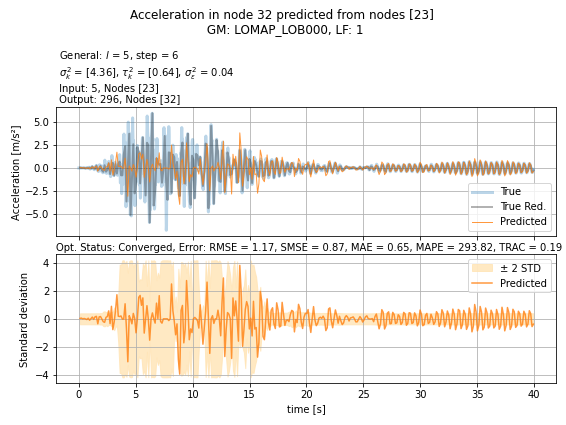 Acceleration in node 32 predicted from nodes [23]
GM: LOMAP_LOB000, LF: 1
General: l = 5, step = 6
σ²ₖ = [4.36], τ²ₖ = [0.64], σ²ₑ = 0.04
Input: 5, Nodes [23]
Output: 296, Nodes [32]
Acceleration [m/s²]
5.0
2.5
0.0
−2.5
−5.0
True
True Red.
Predicted
Opt. Status: Converged, Error: RMSE = 1.17, SMSE = 0.87, MAE = 0.65, MAPE = 293.82, TRAC = 0.19
Standard deviation
4
2
0
−2
−4
± 2 STD
Predicted
0 5 10 15 20 25 30 35 40
time [s]